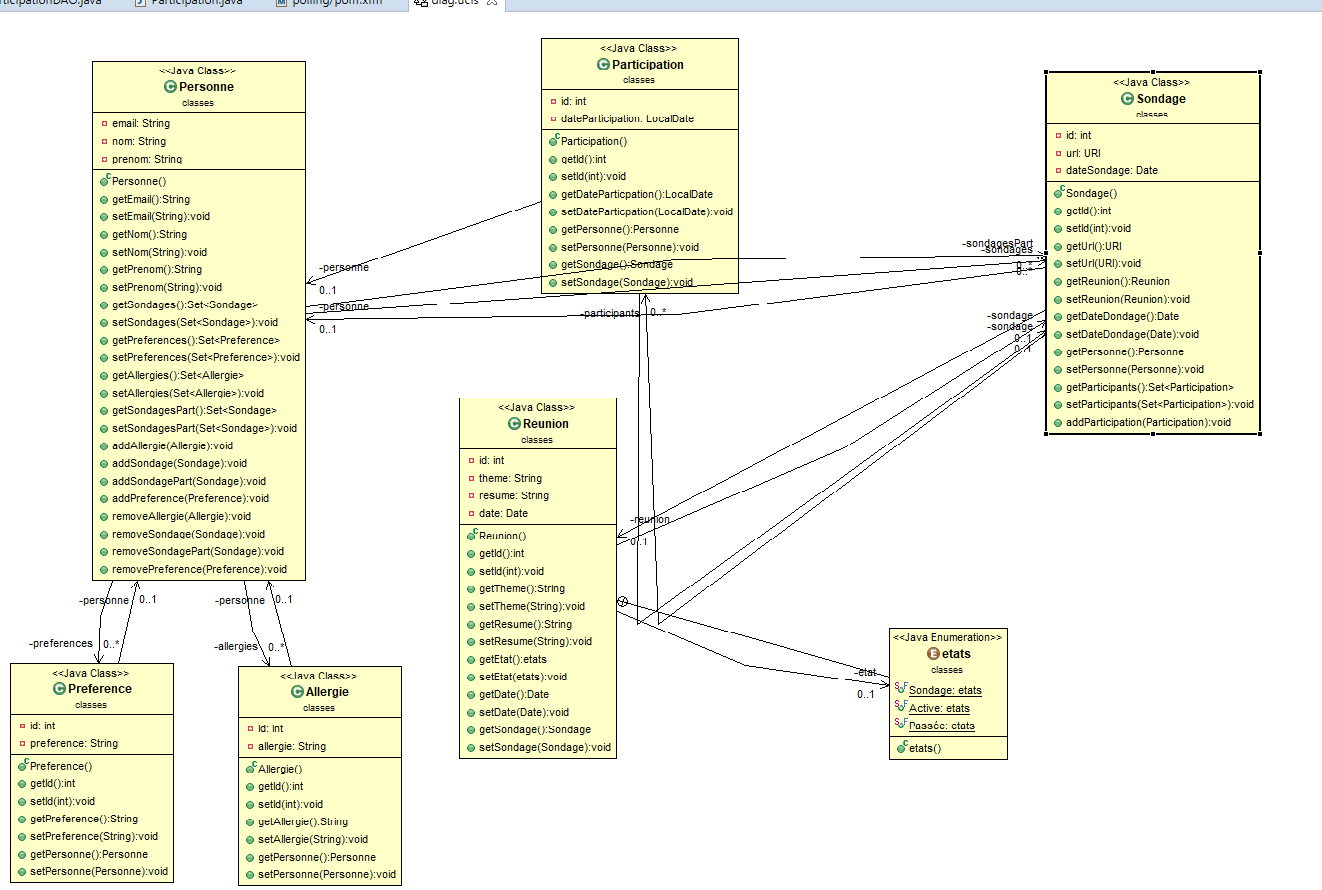 Participation.java
polling/pom.xml
diag.ucls
<<Java Class>>
Personne
classes
email: String
nom: String
prenom: String
Personne()
getEmail():String
setEmail(String):void
getNom():String
setNom(String):void
getPrenom():String
setPrenom(String):void
getSondages():Set<Sondage>
setSondages(Set<Sondage>):void
getPreferences():Set<Preference>
setPreferences(Set<Preference>):void
getAllergies():Set<Allergie>
setAllergies(Set<Allergie>):void
getSondagesPart():Set<Sondage>
setSondagesPart(Set<Sondage>):void
addAllergie(Allergie):void
addSondage(Sondage):void
addSondagePart(Sondage):void
addPreference(Preference):void
removeAllergie(Allergie):void
removeSondage(Sondage):void
removeSondagePart(Sondage):void
removePreference(Preference):void
<<Java Class>>
Participation
classes
id: int
dateParticipation: LocalDate
Participation()
getId():int
setId(int):void
getDateParticpation():LocalDate
setDateParticpation(LocalDate):void
getPersonne():Personne
setPersonne(Personne):void
getSondage():Sondage
setSondage(Sondage):void
<<Java Class>>
Sondage
classes
id: int
url: URI
dateSondage: Date
Sondage()
getId():int
setId(int):void
getUrl():URI
setUrl(URI):void
getReunion():Reunion
setReunion(Reunion):void
getDateDondage():Date
setDateDondage(Date):void
getPersonne():Personne
setPersonne(Personne):void
getParticipants():Set<Participation>
setParticipants(Set<Participation>):void
addParticipation(Participation):void
-personne
0..1
-personne
0..1
-sondagesPart
-sondages
0..*
0..*
-participants
0..*
-sondage
-sondage
0..1
0..1
<<Java Class>>
Reunion
classes
id: int
theme: String
resume: String
date: Date
Reunion()
getId():int
setId(int):void
getTheme():String
setTheme(String):void
getResume():String
setResume(String):void
getEtat():etats
setEtat(etats):void
getDate():Date
setDate(Date):void
getSondage():Sondage
setSondage(Sondage):void
-reunion
0..1
-etat
0..1
<<Java Enumeration>>
etats
classes
Sondage: etats
Active: etats
Passée: etats
etats()
-personne
0..1
-preferences
0..*
-personne
0..1
-allergies
0..*
<<Java Class>>
Preference
classes
id: int
preference: String
Preference()
getId():int
setId(int):void
getPreference():String
setPreference(String):void
getPersonne():Personne
setPersonne(Personne):void
<<Java Class>>
Allergie
classes
id: int
allergie: String
Allergie()
getId():int
setId(int):void
getAllergie():String
setAllergie(String):void
getPersonne():Personne
setPersonne(Personne):void